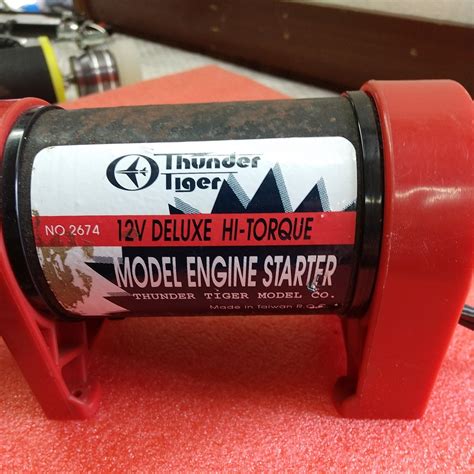 Thunder
Tiger
NO 2674 12V DELUXE HI-TORQUE
MODEL ENGINE STARTER
THUNDER TIGER MODEL CO.
Made in Taiwan R.O.C